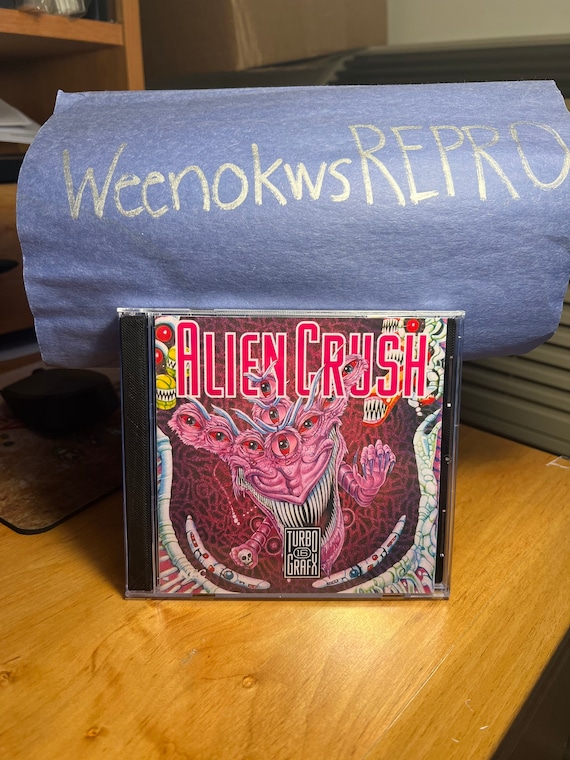 WeenokwsREPRO
ALIEN CRUSH
TURBO
16
GRAFX